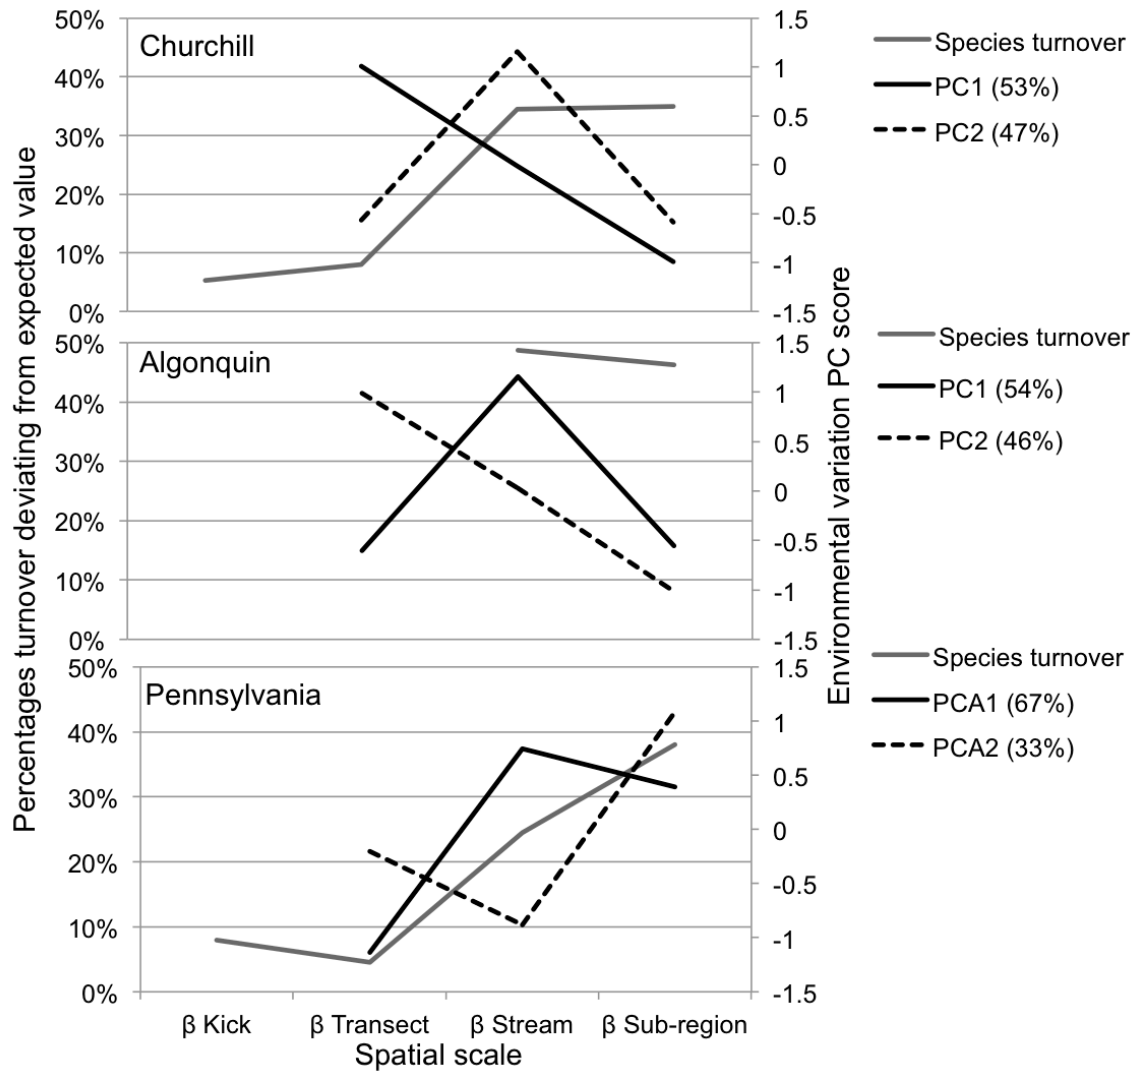 Percentages turnover deviating from expected value
Environmental variation PC score
Churchill
50%
40%
30%
20%
10%
0%
1.5
1
0.5
0
-0.5
-1
-1.5
Species turnover
PC1 (53%)
PC2 (47%)
Algonquin
50%
40%
30%
20%
10%
0%
1.5
1
0.5
0
-0.5
-1
-1.5
Species turnover
PC1 (54%)
PC2 (46%)
Pennsylvania
50%
40%
30%
20%
10%
0%
1.5
1
0.5
0
-0.5
-1
-1.5
Species turnover
PCA1 (67%)
PCA2 (33%)
β Kick
β Transect
β Stream
β Sub-region
Spatial scale